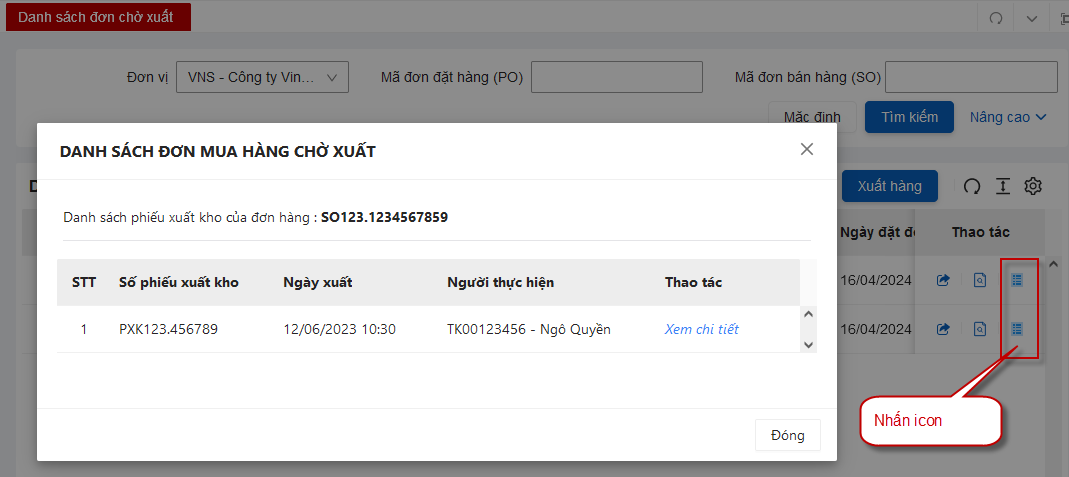 Danh sách đơn chờ xuất
Đơn vị VNS - Công ty Vin... Mã đơn đặt hàng (PO) Mã đơn bán hàng (SO)
Mặc định Tìm kiếm Nâng cao
DANH SÁCH ĐƠN MUA HÀNG CHỜ XUẤT
Xuất hàng
Danh sách phiếu xuất kho của đơn hàng : SO123.1234567859
Ngày đặt đơ Thao tác
STT Số phiếu xuất kho Ngày xuất Người thực hiện Thao tác
16/04/2024
1 PXK123.456789 12/06/2023 10:30 TK00123456 - Ngô Quyền Xem chi tiết
16/04/2024
Nhấn icon
Đóng